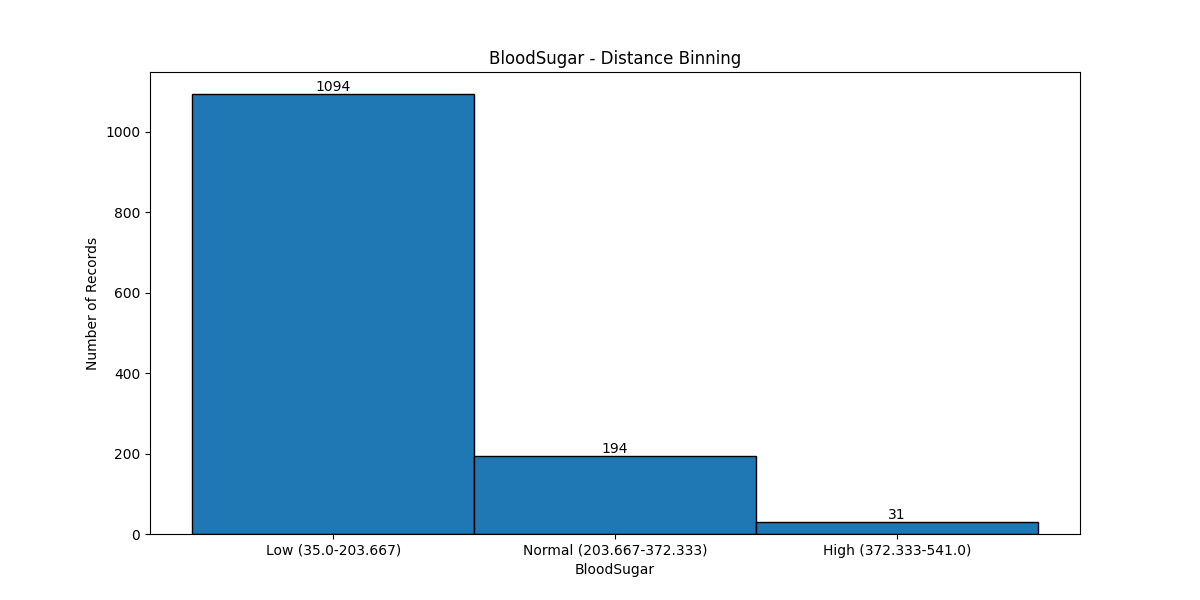 BloodSugar - Distance Binning
1094
194
31
Number of Records
1000
800
600
400
200
0
Low (35.0-203.667)
Normal (203.667-372.333)
High (372.333-541.0)
BloodSugar